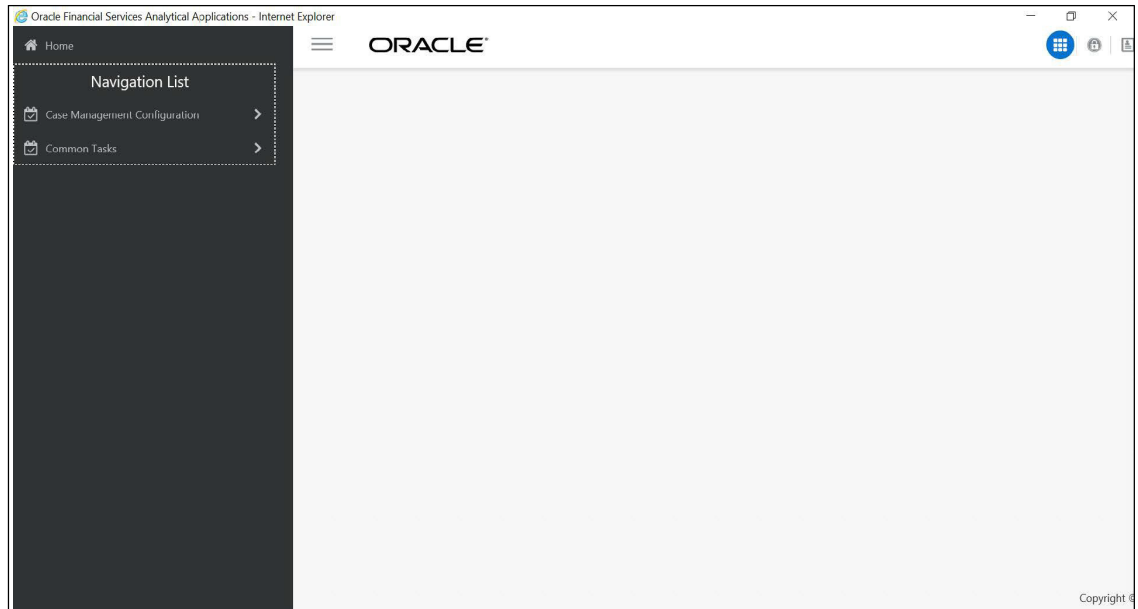 Oracle Financial Services Analytical Applications - Internet Explorer
Home
ORACLE
Navigation List
Case Management Configuration
Common Tasks
Copyright ©